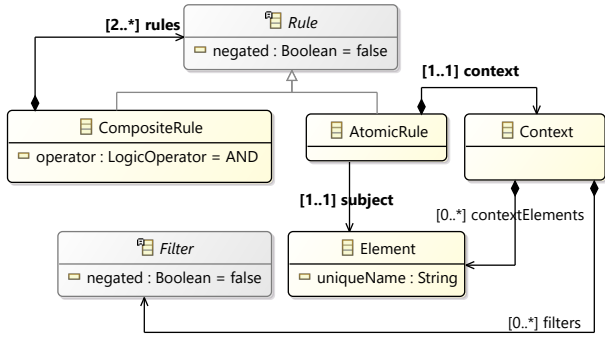 Rule
[2..*] rules
negated : Boolean = false
[1..1] context
CompositeRule
AtomicRule
Context
operator : LogicOperator = AND
[1..1] subject
[0..*] contextElements
Filter
Element
negated : Boolean = false
uniqueName : String
[0..*] filters